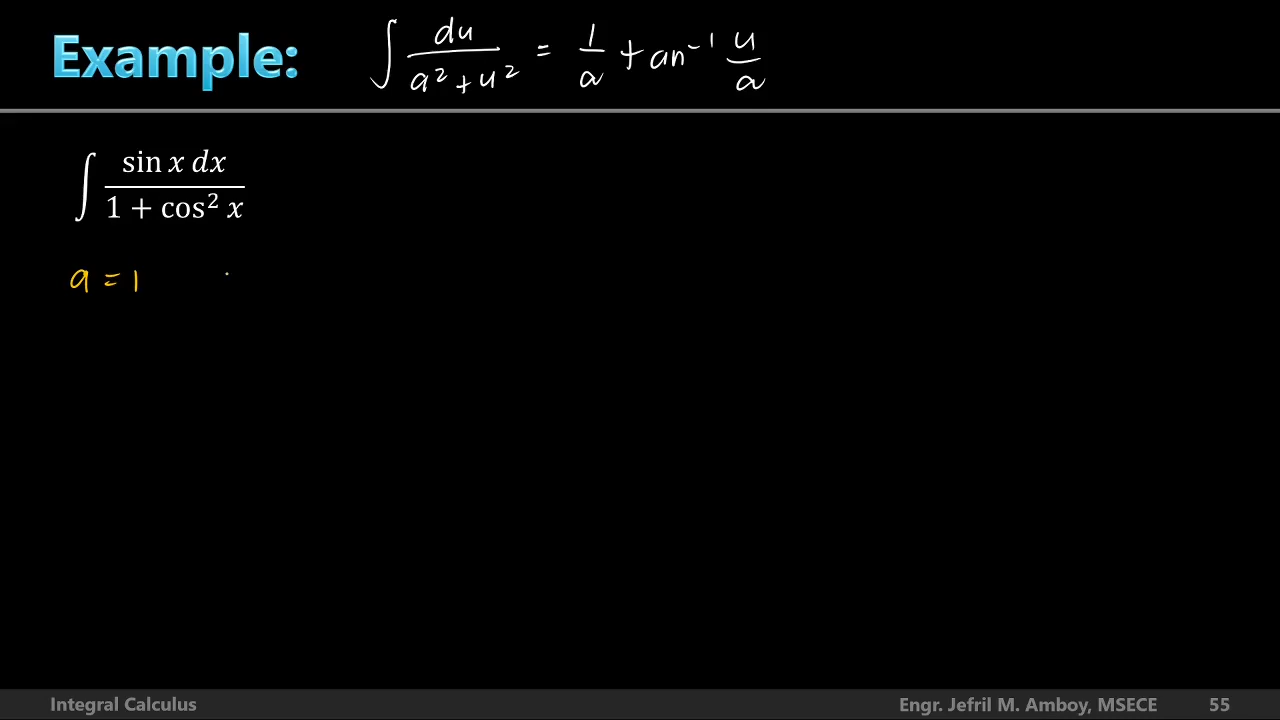 Example:
∫ du / (a² + u²) = 1/a tan⁻¹ u/a
∫ sin x dx / (1 + cos² x)
a = 1
Integral Calculus
Engr. Jefril M. Amboy, MSECE 55